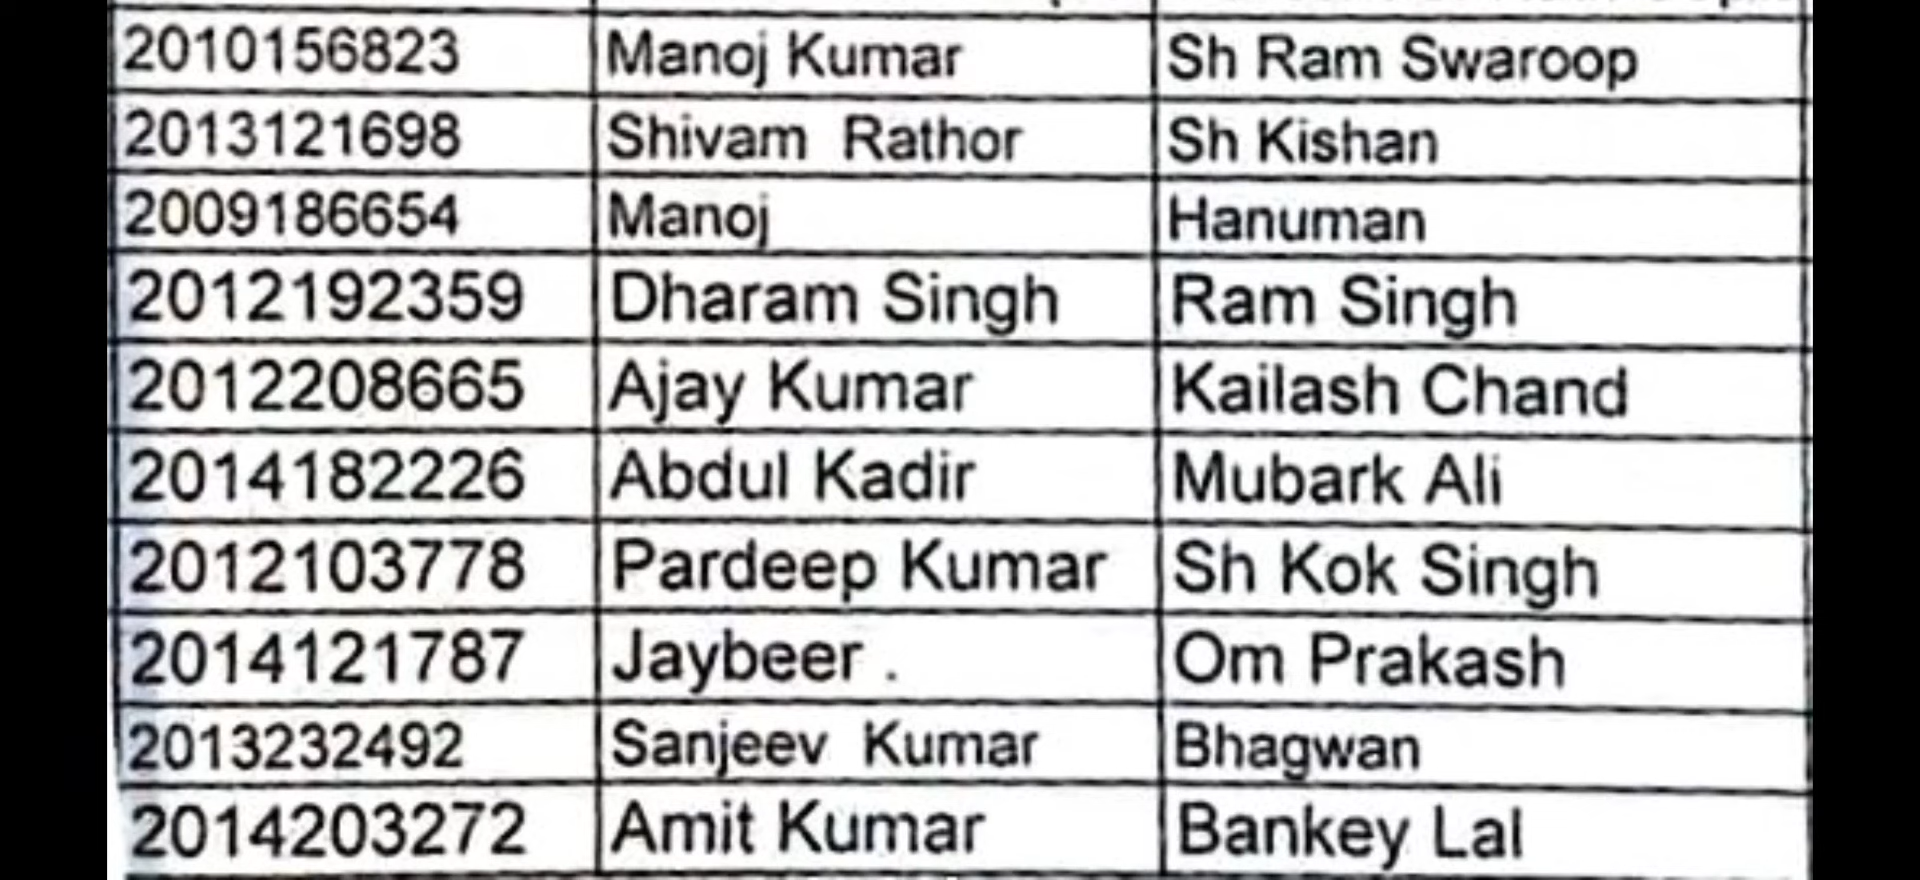 2010156823 Manoj Kumar Sh Ram Swaroop
2013121698 Shivam Rathor Sh Kishan
2009186654 Manoj Hanuman
2012192359 Dharam Singh Ram Singh
2012208665 Ajay Kumar Kailash Chand
2014182226 Abdul Kadir Mubark Ali
2012103778 Pardeep Kumar Sh Kok Singh
2014121787 Jaybeer . Om Prakash
2013232492 Sanjeev Kumar Bhagwan
2014203272 Amit Kumar Bankey Lal